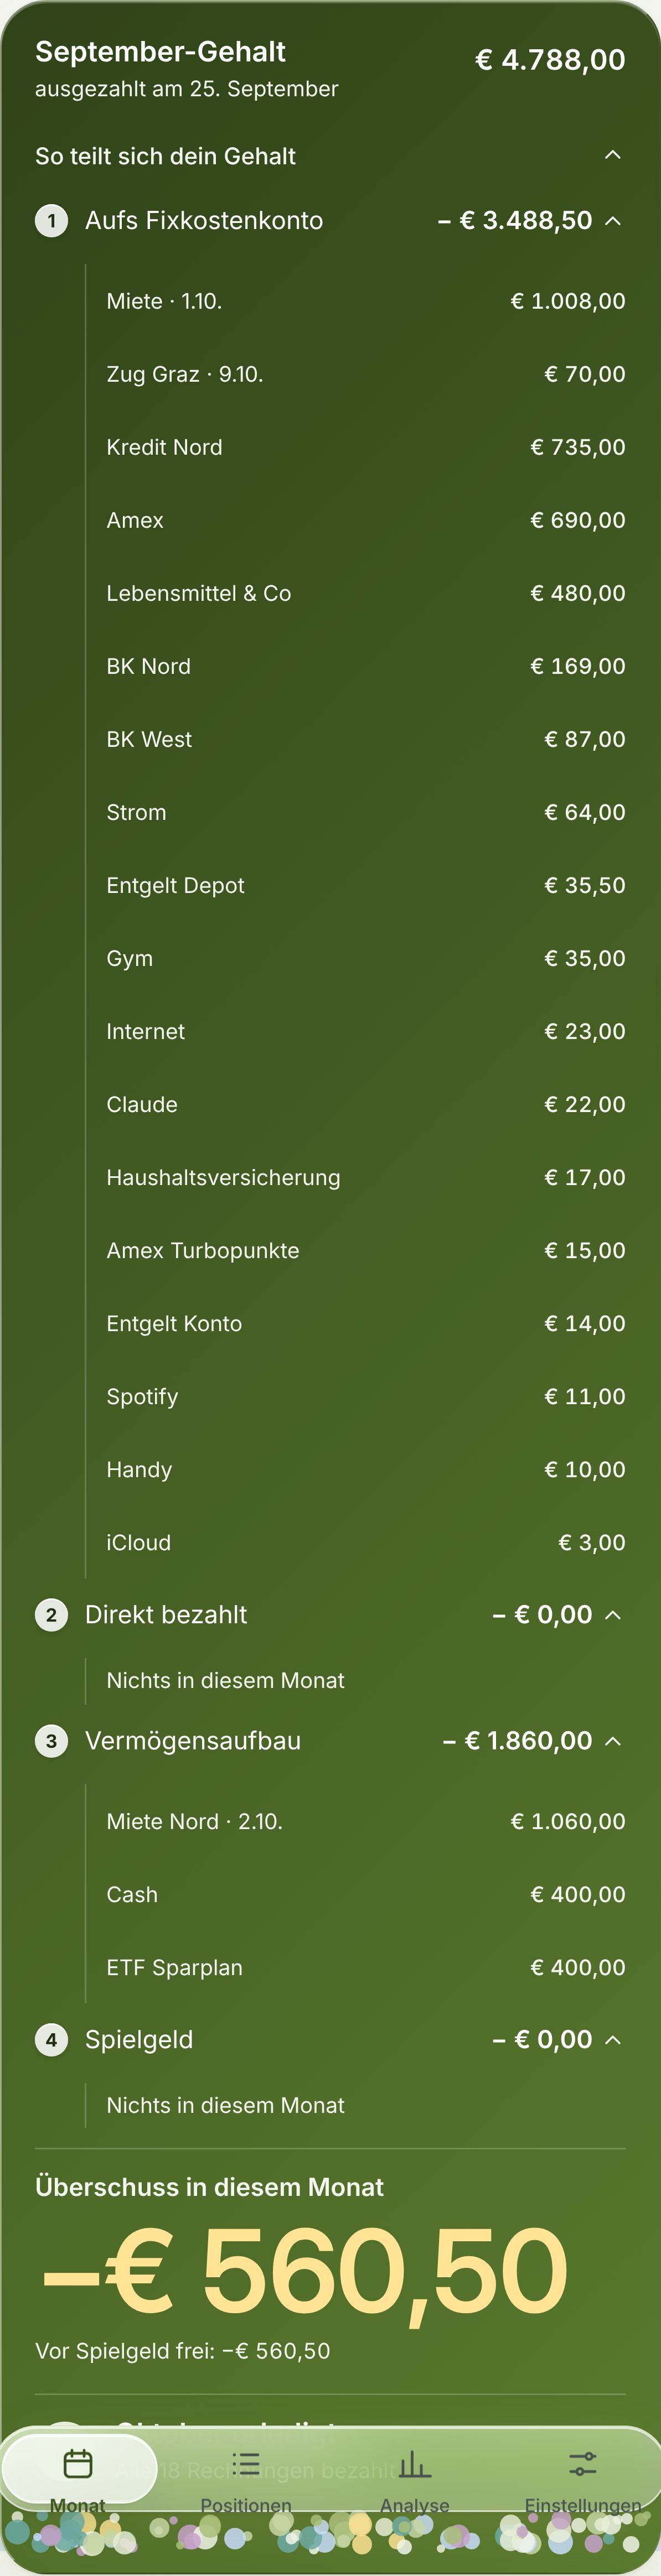 September-Gehalt
€ 4.788,00
ausgezahlt am 25. September
So teilt sich dein Gehalt
1 Aufs Fixkostenkonto – € 3.488,50
Miete · 1.10. € 1.008,00
Zug Graz · 9.10. € 70,00
Kredit Nord € 735,00
Amex € 690,00
Lebensmittel & Co € 480,00
BK Nord € 169,00
BK West € 87,00
Strom € 64,00
Entgelt Depot € 35,50
Gym € 35,00
Internet € 23,00
Claude € 22,00
Haushaltsversicherung € 17,00
Amex Turbopunkte € 15,00
Entgelt Konto € 14,00
Spotify € 11,00
Handy € 10,00
iCloud € 3,00
2 Direkt bezahlt – € 0,00
Nichts in diesem Monat
3 Vermögensaufbau – € 1.860,00
Miete Nord · 2.10. € 1.060,00
Cash € 400,00
ETF Sparplan € 400,00
4 Spielgeld – € 0,00
Nichts in diesem Monat
Überschuss in diesem Monat
–€ 560,50
Vor Spielgeld frei: –€ 560,50
18 Rechnungen bezahlt
Monat Positionen Analyse Einstellungen